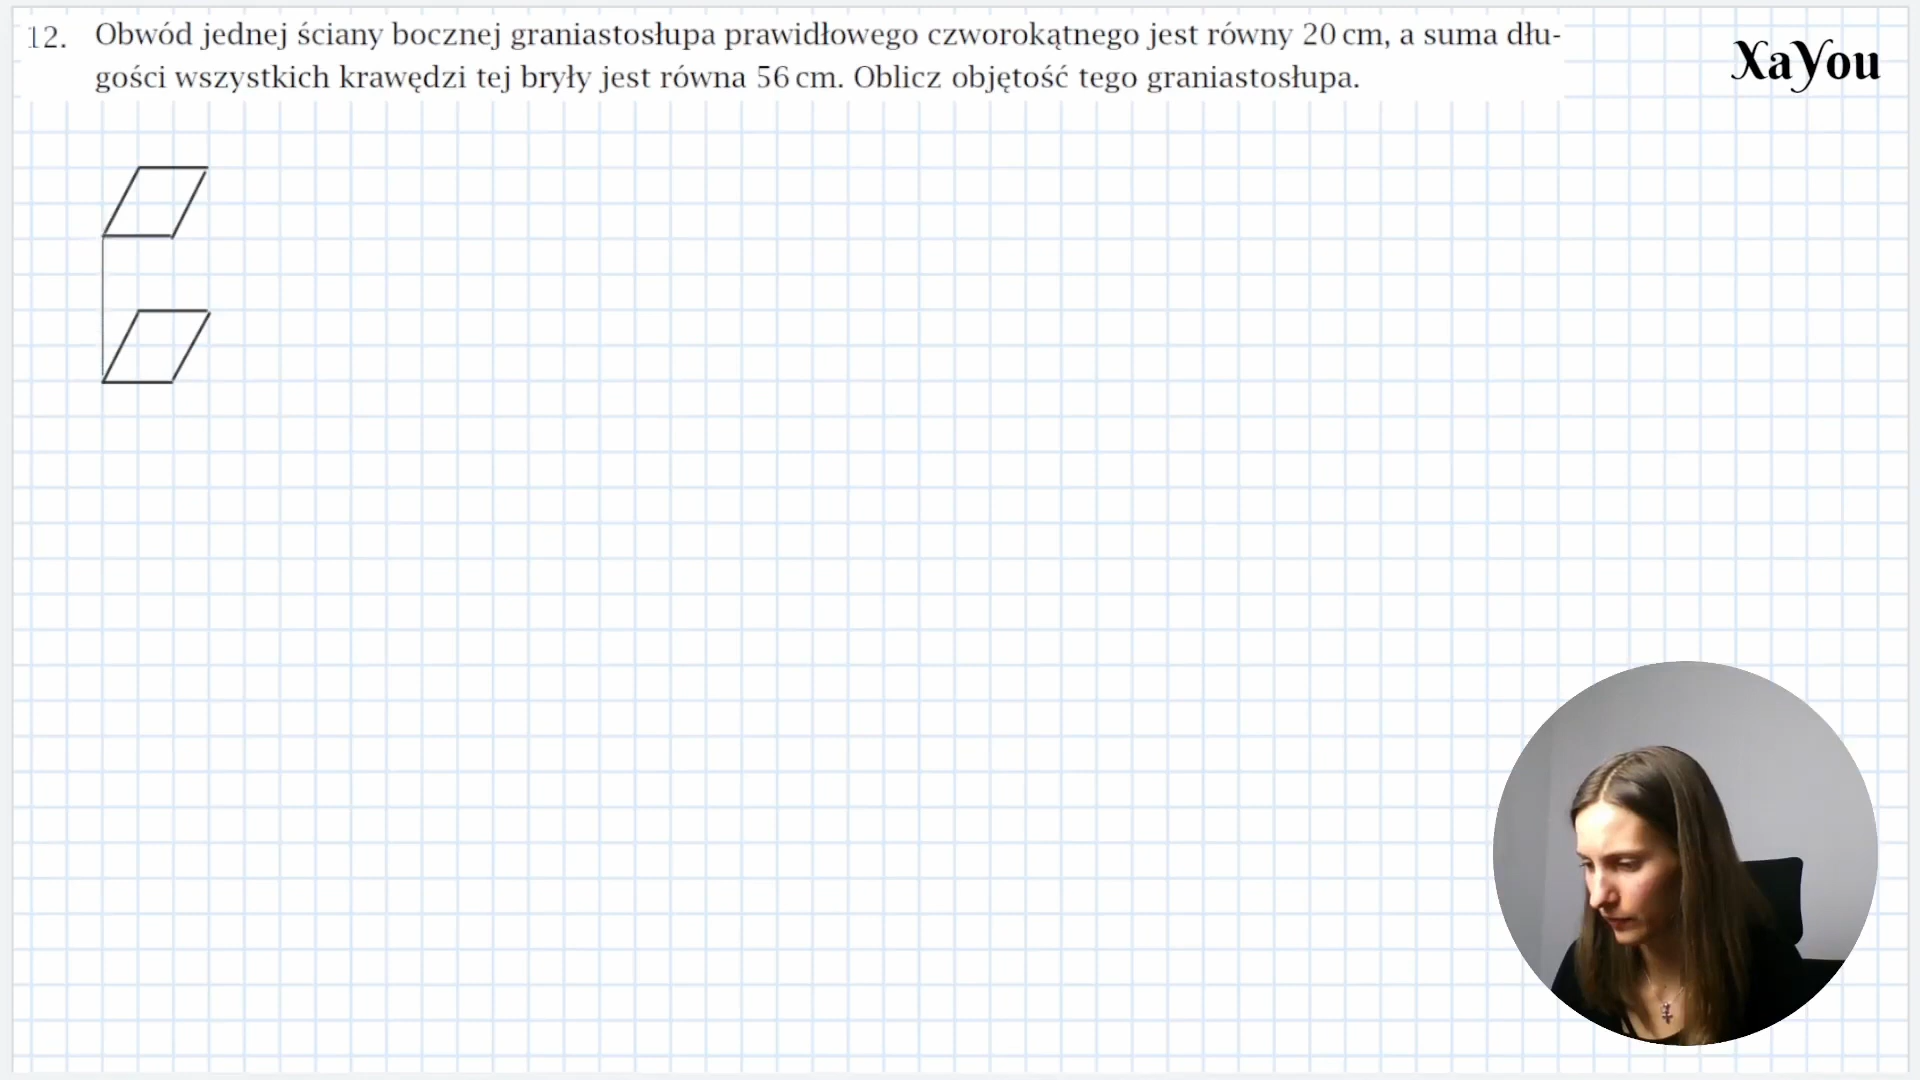 12. Obwód jednej ściany bocznej graniastosłupa prawidłowego czworokątnego jest równy 20 cm, a suma dłu-
gości wszystkich krawędzi tej bryły jest równa 56 cm. Oblicz objętość tego graniastosłupa.
XaYou